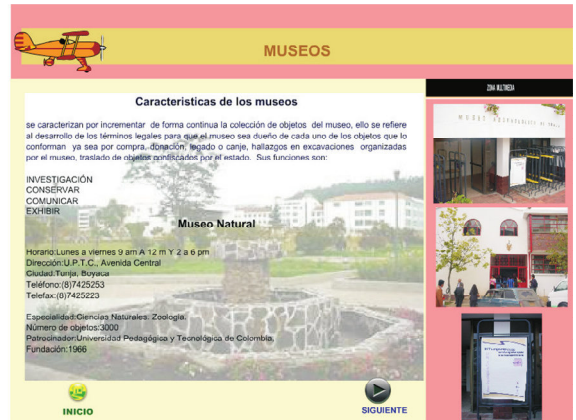 MUSEOS
ZONA MULTIMEDIA
Caracteristicas de los museos
se caracterizan por incrementar de forma continua la colección de objetos del museo, ello se refiere
al desarrollo de los términos legales para que el museo sea dueño de cada uno de los objetos que lo
conforman ya sea por compra, donación, legado o canje, hallazgos en excavaciones organizadas
por el museo, traslado de objetos confiscados por el estado. Sus funciones son:
INVESTIGACIÓN
CONSERVAR
COMUNICAR
EXHIBIR
Museo Natural
Horario:Lunes a viernes 9 am A 12 m Y 2 a 6 pm
Dirección:U.P.T.C., Avenida Central
Ciudad:Tunja, Boyaca
Teléfono:(8)7425253
Telefax:(8)7425223
Especialidad:Ciencias Naturales. Zoología.
Número de objetos:3000
Patrocinador:Universidad Pedagógica y Tecnológica de Colombia.
Fundación:1966
INICIO
SIGUIENTE